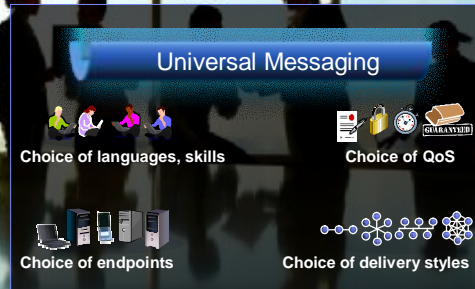 Universal Messaging
Choice of languages, skills
GUARANTEED
Choice of QoS
Choice of endpoints
Choice of delivery styles